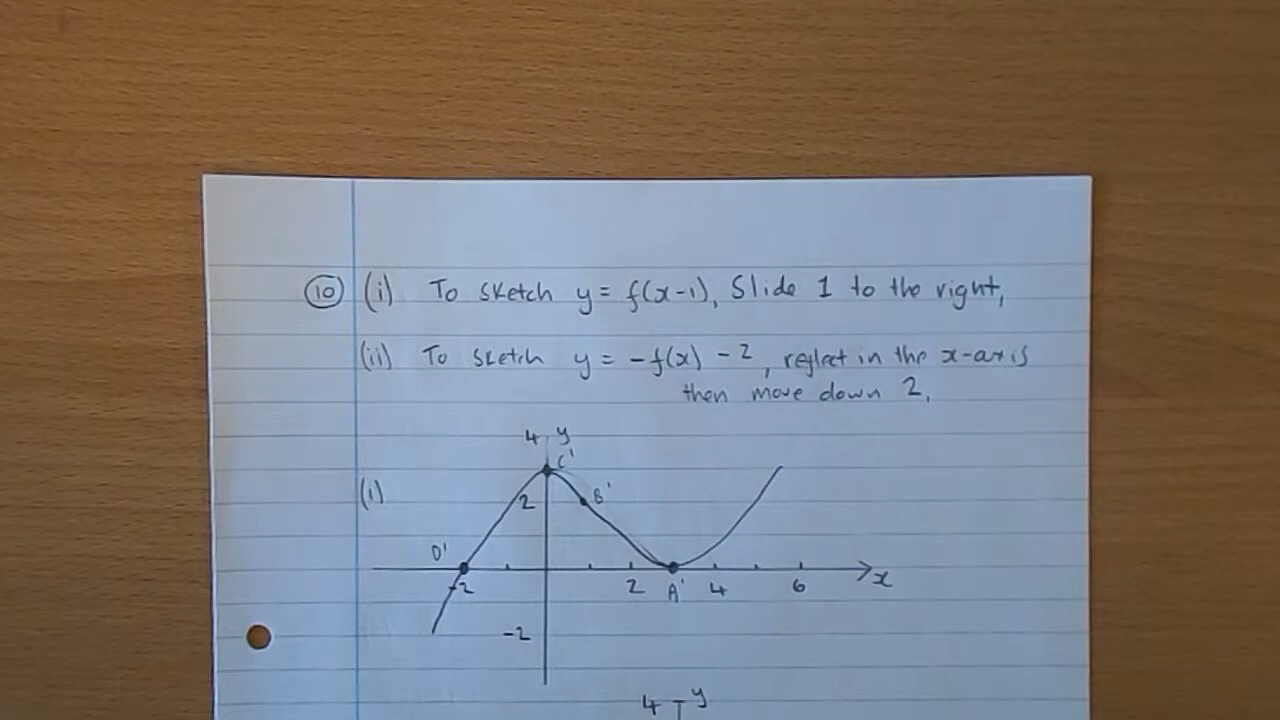 10 (i) To sketch y = f(x-1), Slide 1 to the right,
(ii) To sketch y = -f(x) - 2, reflect in the x-axis
then move down 2,
4 y
C'
(i) 2 B'
D'
-2 2 A' 4 6 x
-2
4 y